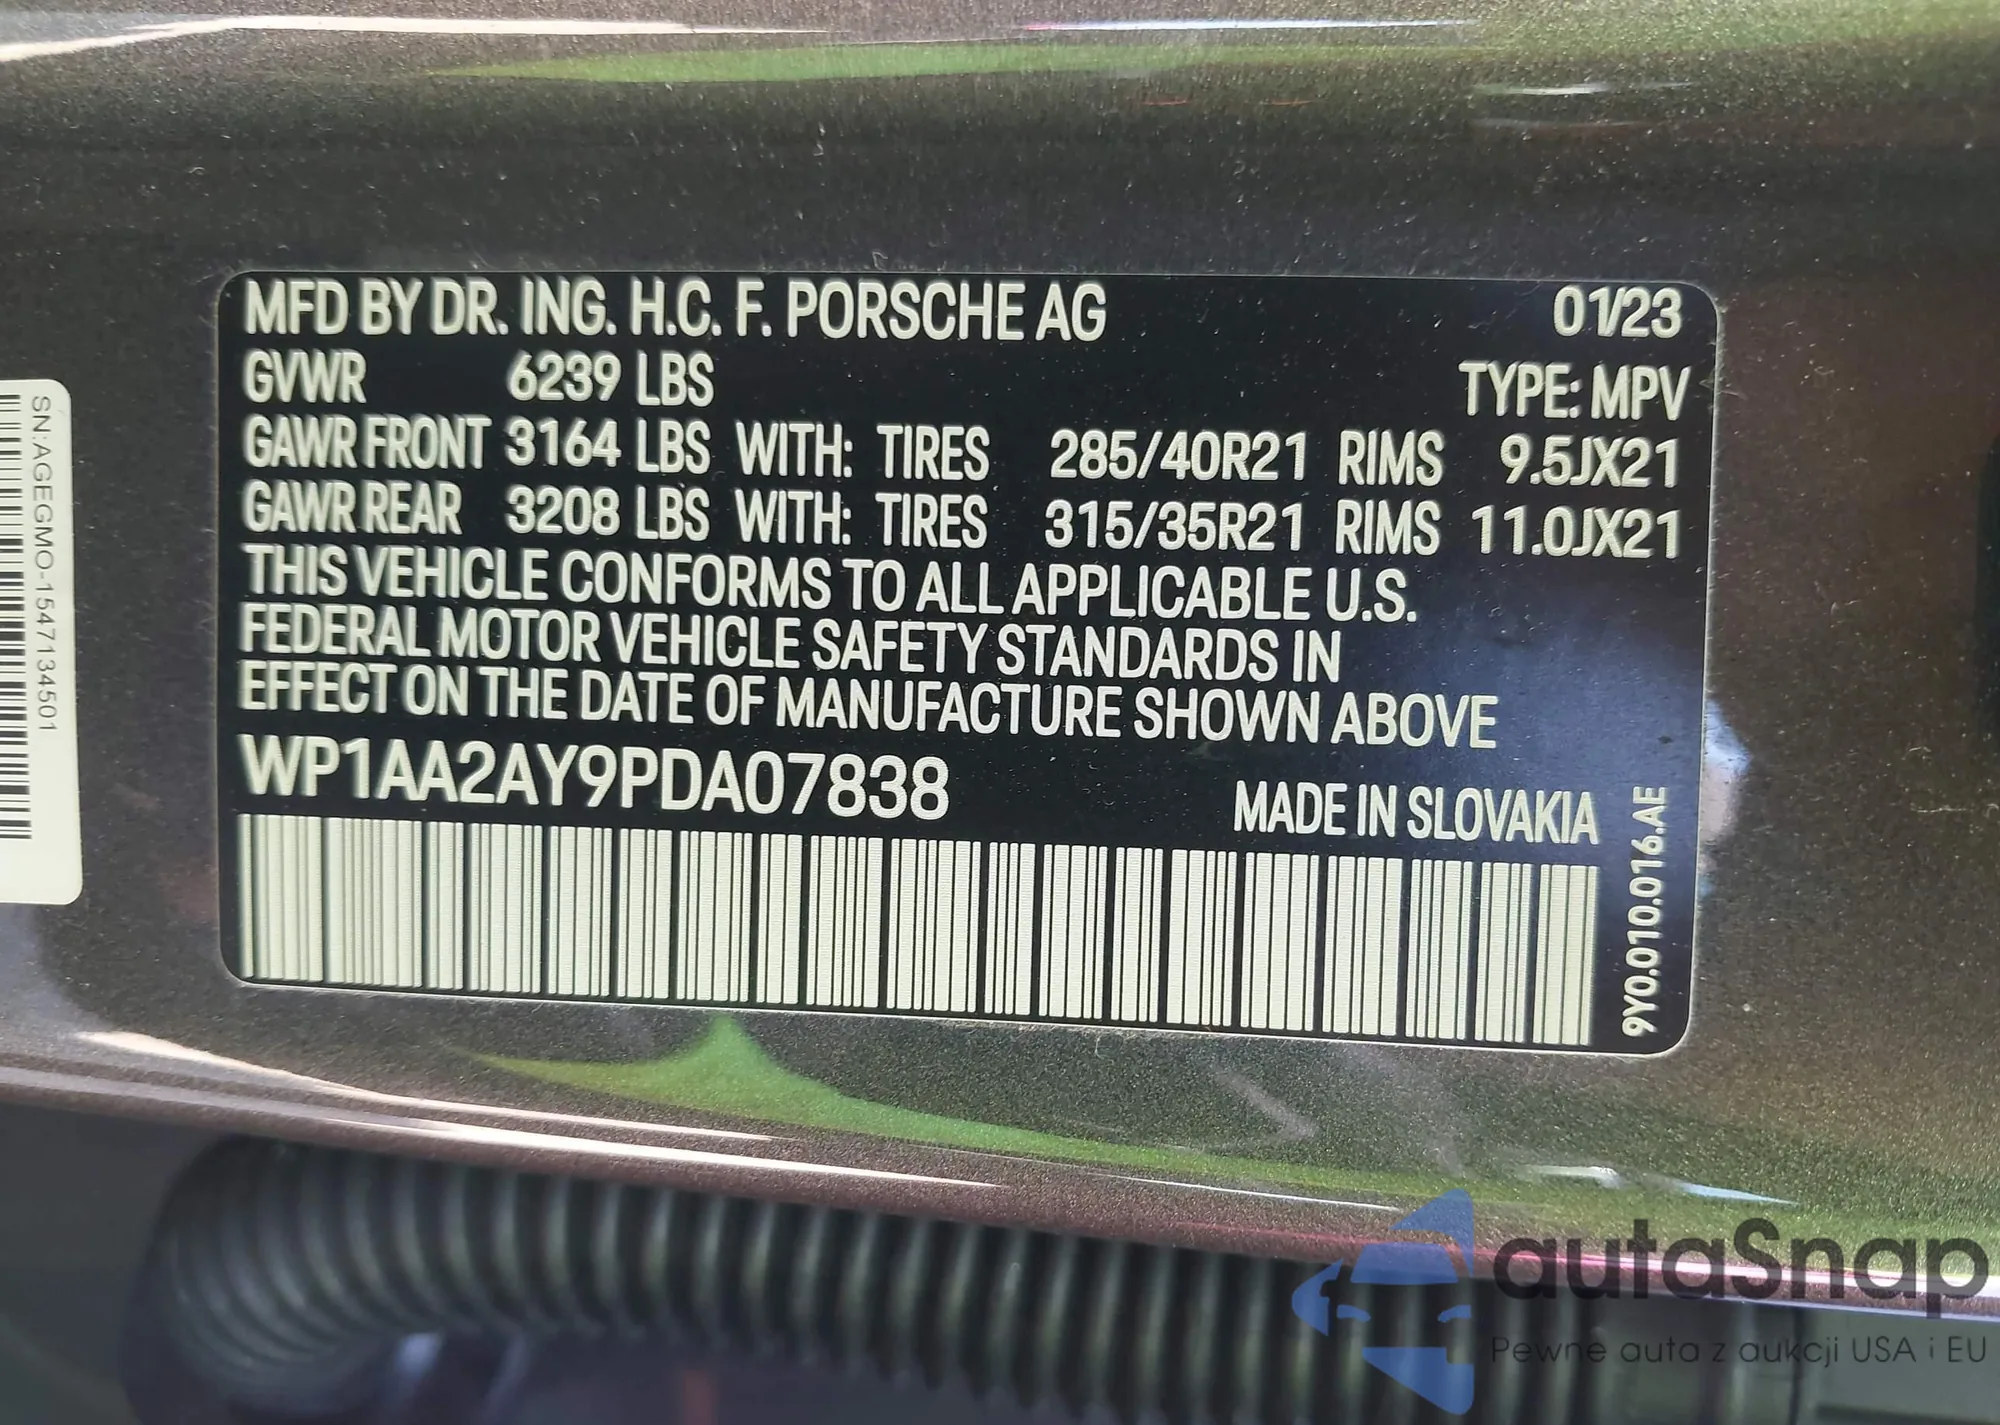 MFD BY DR. ING. H.C. F. PORSCHE AG 01/23
GVWR 6239 LBS TYPE: MPV
GAWR FRONT 3164 LBS WITH: TIRES 285/40R21 RIMS 9.5JX21
GAWR REAR 3208 LBS WITH: TIRES 315/35R21 RIMS 11.0JX21
THIS VEHICLE CONFORMS TO ALL APPLICABLE U.S.
FEDERAL MOTOR VEHICLE SAFETY STANDARDS IN
EFFECT ON THE DATE OF MANUFACTURE SHOWN ABOVE
WP1AA2AY9PDA07838
MADE IN SLOVAKIA
9Y0.010.016.AE
SN:AGEGMO-1547134501
autaSnap
Pewne auta z aukcji USA i EU